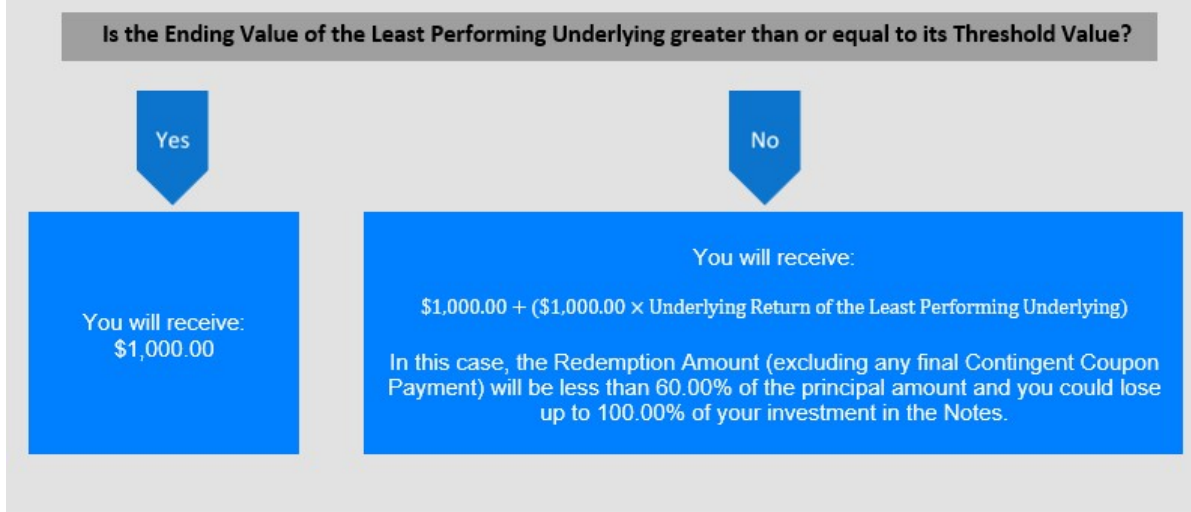 Is the Ending Value of the Least Performing Underlying greater than or equal to its Threshold Value?
Yes
No
You will receive:
$1,000.00
You will receive:
$1,000.00 + ($1,000.00 × Underlying Return of the Least Performing Underlying)
In this case, the Redemption Amount (excluding any final Contingent Coupon
Payment) will be less than 60.00% of the principal amount and you could lose
up to 100.00% of your investment in the Notes.